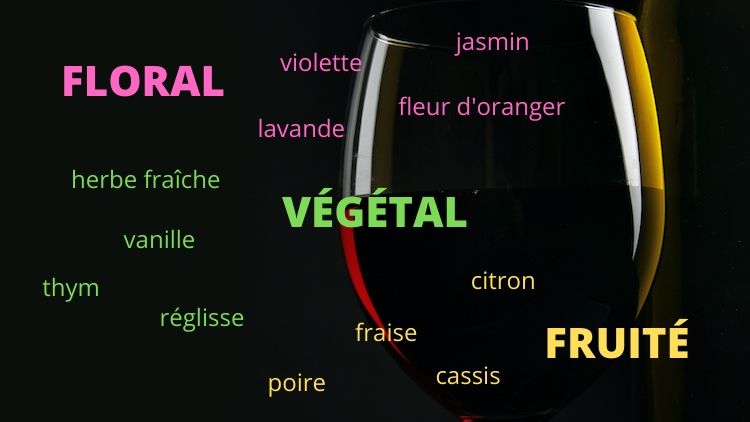 jasmin
violette
FLORAL
fleur d'oranger
lavande
herbe fraîche
VÉGÉTAL
vanille
citron
thym
réglisse
fraise
FRUITÉ
cassis
poire